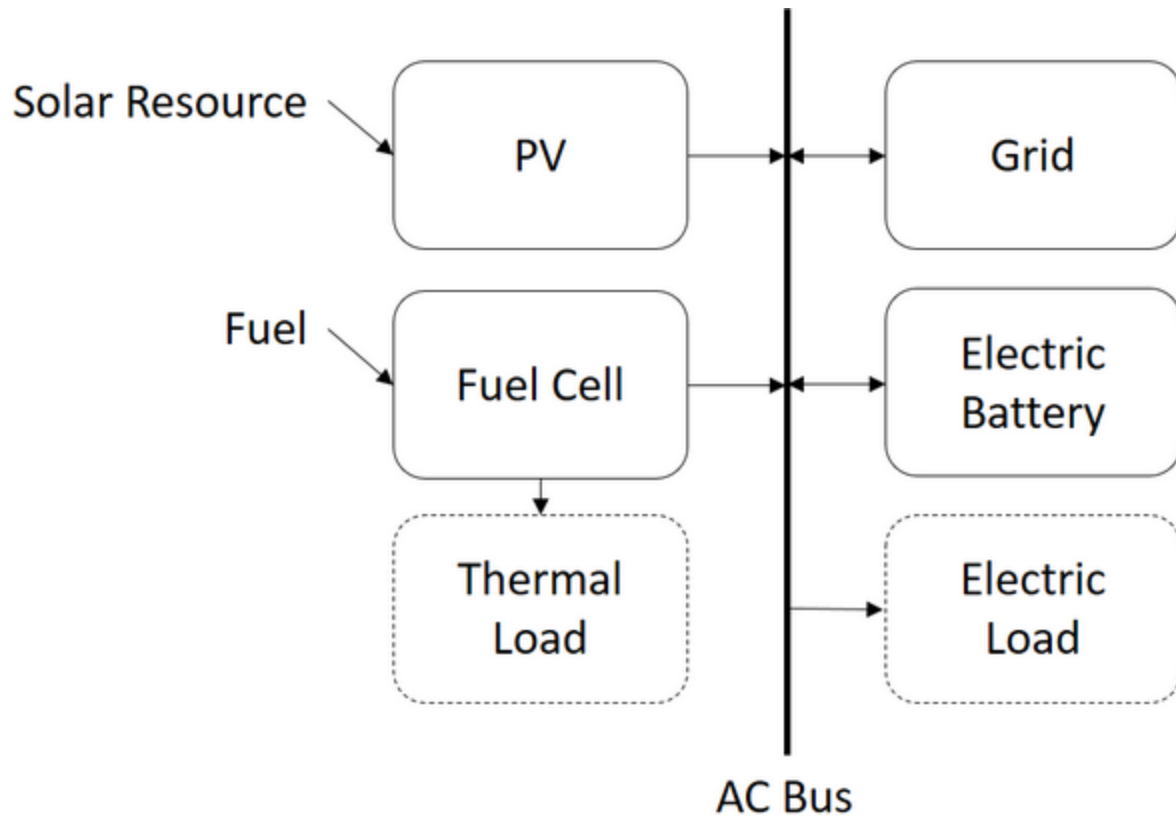 Solar Resource
PV
Grid
Fuel
Fuel Cell
Electric
Battery
Thermal
Load
Electric
Load
AC Bus